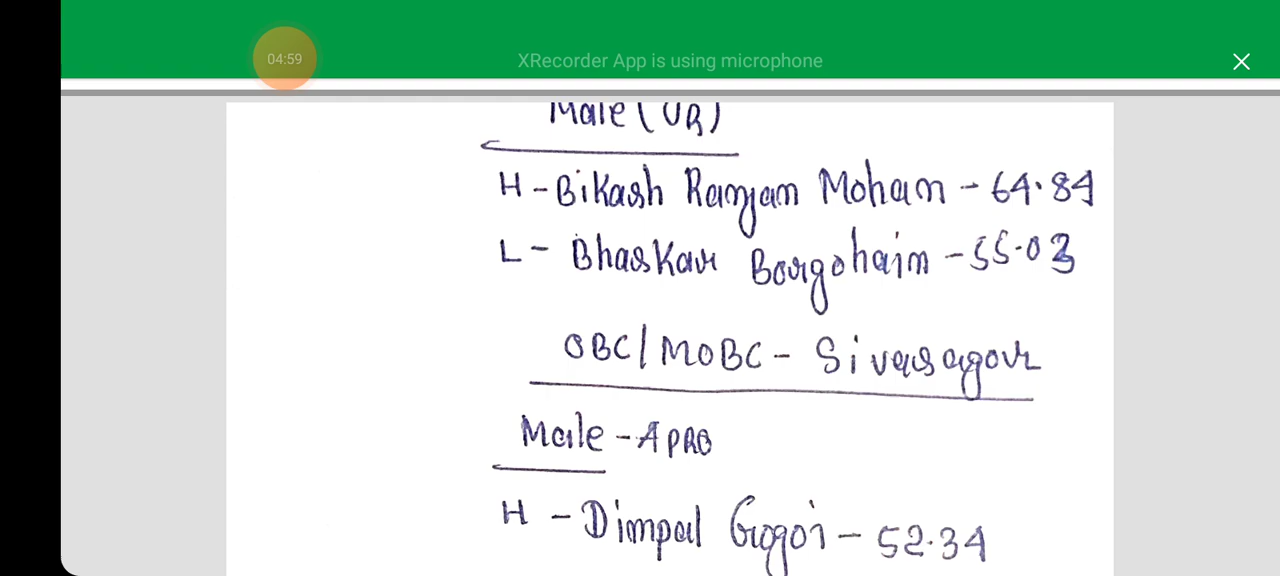 04:59
XRecorder App is using microphone
Male (UR)
H - Bikash Ranjan Mohan - 64.84
L - Bhaskar Borgohain - 55.03
OBC/MOBC - Sivasagar
Male - APRO
H - Dimpal Gogoi - 52.34